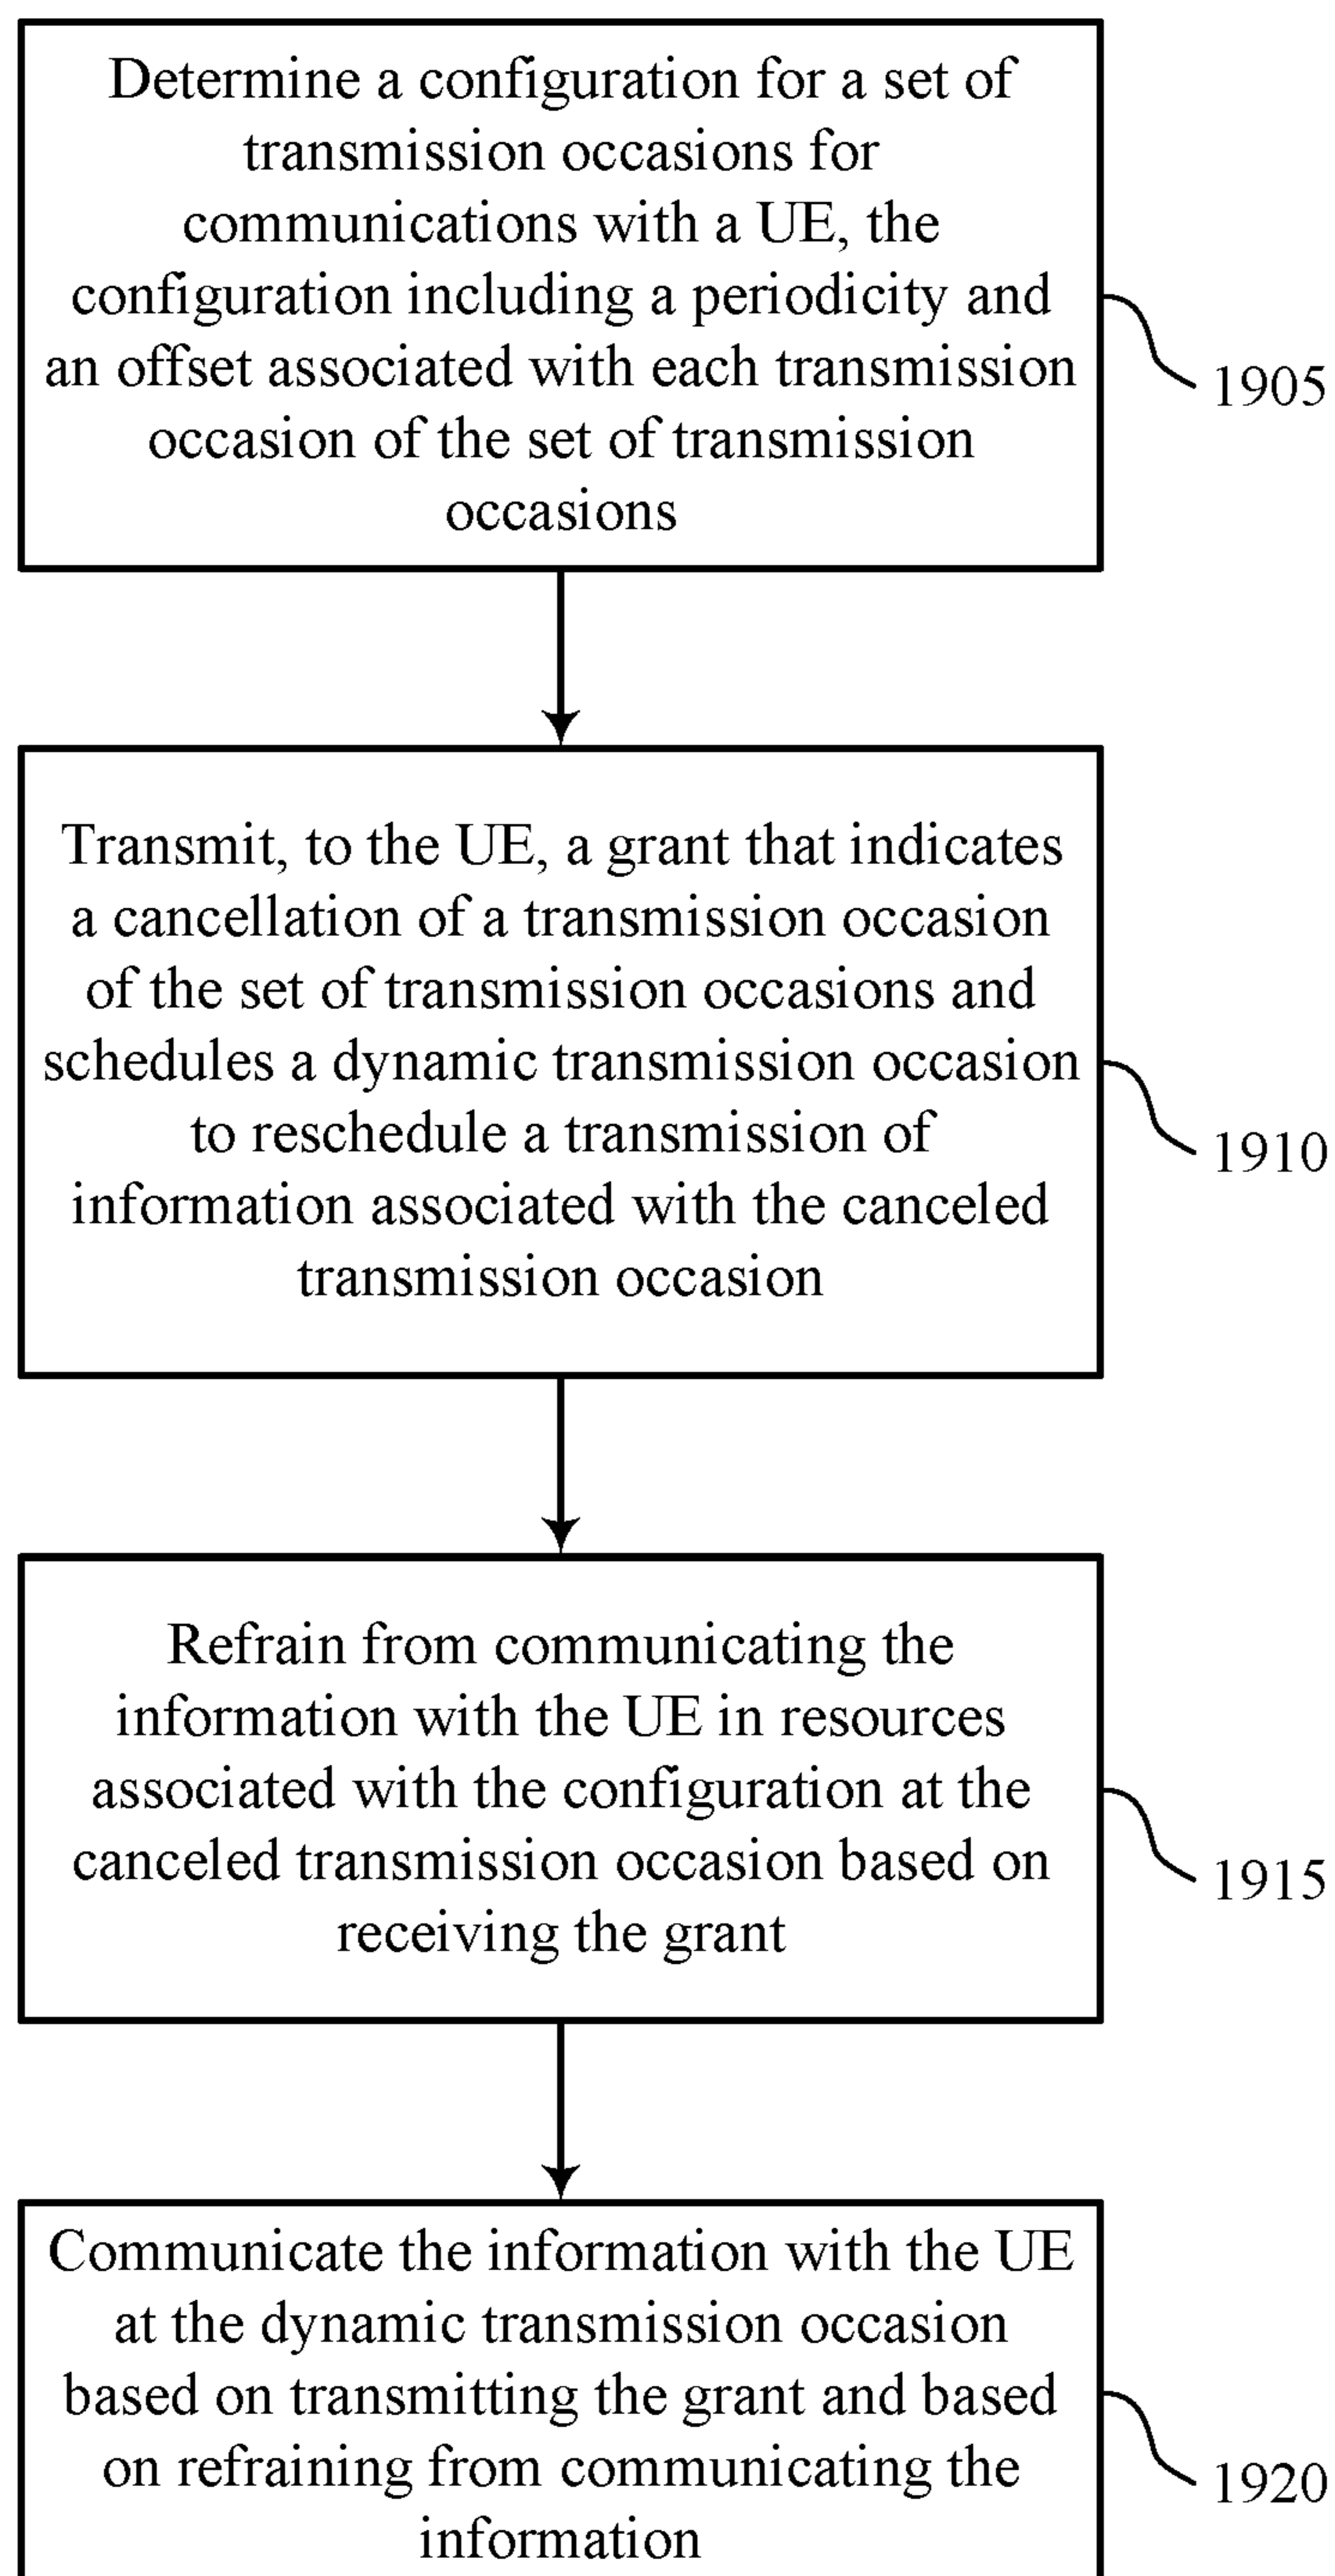 Determine a configuration for a set of
transmission occasions for
communications with a UE, the
configuration including a periodicity and
an offset associated with each transmission
occasion of the set of transmission
occasions
1905
Transmit, to the UE, a grant that indicates
a cancellation of a transmission occasion
of the set of transmission occasions and
schedules a dynamic transmission occasion
to reschedule a transmission of
information associated with the canceled
transmission occasion
1910
Refrain from communicating the
information with the UE in resources
associated with the configuration at the
canceled transmission occasion based on
receiving the grant
1915
Communicate the information with the UE
at the dynamic transmission occasion
based on transmitting the grant and based
on refraining from communicating the
information
1920